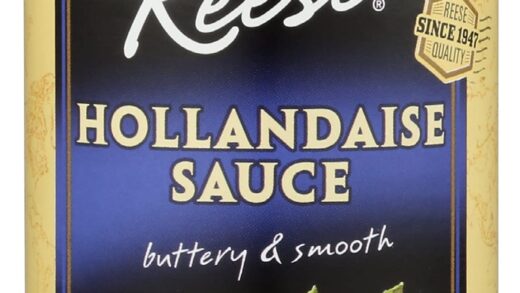 Reese®
REESE
SINCE 1947
QUALITY
HOLLANDAISE
SAUCE
buttery & smooth